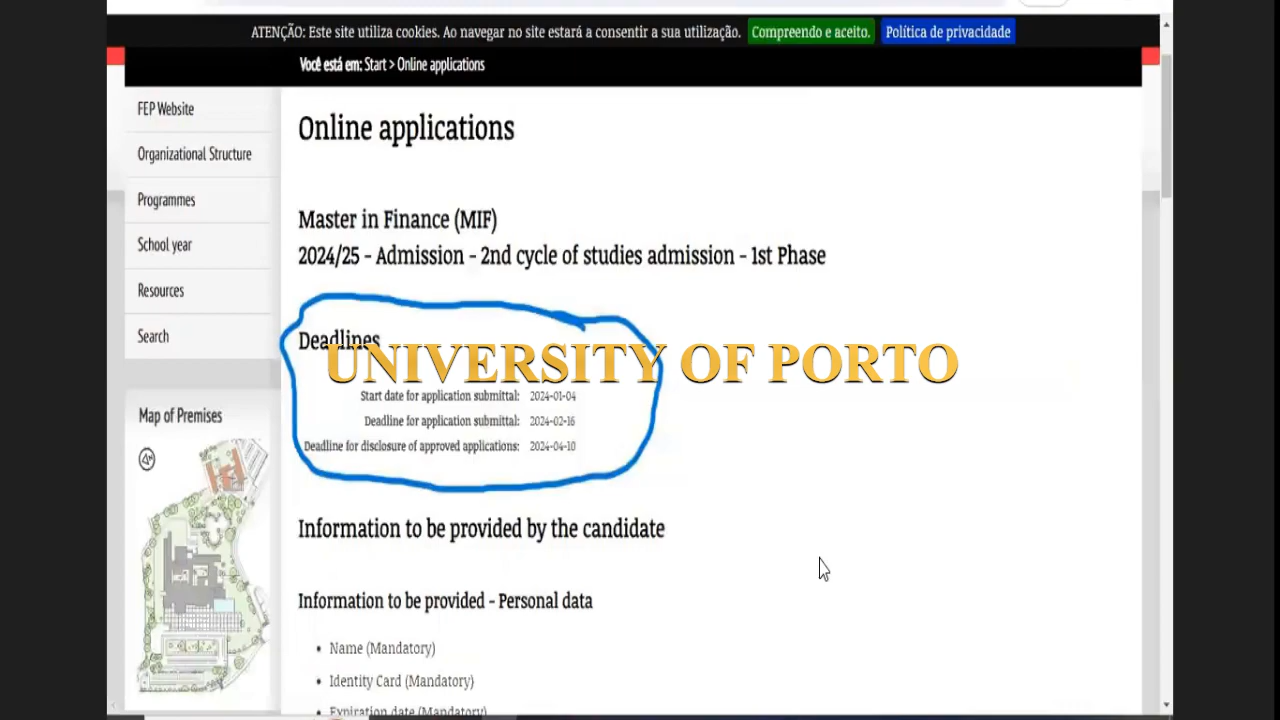 ATENÇÃO: Este site utiliza cookies. Ao navegar no site estará a consentir a sua utilização. Compreendo e aceito. Política de privacidade
Você está em: Start > Online applications
FEP Website
Organizational Structure
Programmes
School year
Resources
Search
Map of Premises
Online applications
Master in Finance (MIF)
2024/25 - Admission - 2nd cycle of studies admission - 1st Phase
Deadlines
UNIVERSITY OF PORTO
Start date for application submittal: 2024-01-04
Deadline for application submittal: 2024-02-16
Deadline for disclosure of approved applications: 2024-04-10
Information to be provided by the candidate
Information to be provided - Personal data
• Name (Mandatory)
• Identity Card (Mandatory)
• Expiration date (Mandatory)